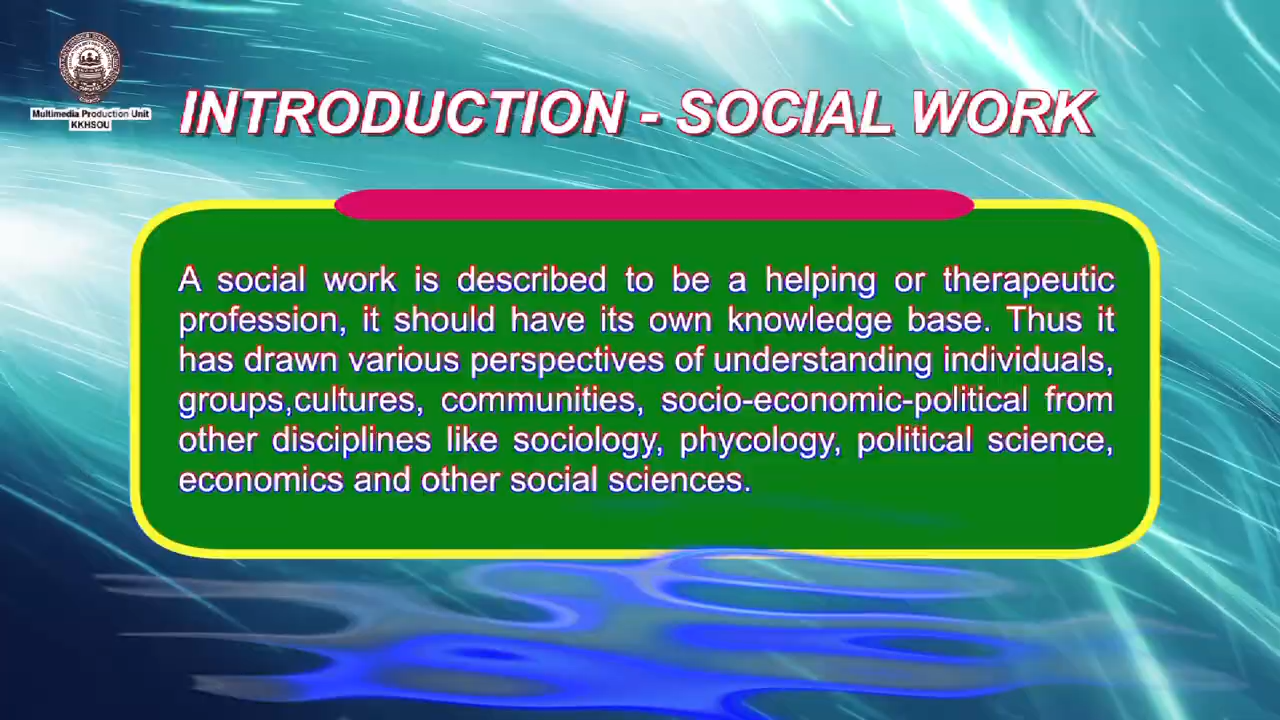 Multimedia Production Unit
KKHSOU
INTRODUCTION - SOCIAL WORK
A social work is described to be a helping or therapeutic
profession, it should have its own knowledge base. Thus it
has drawn various perspectives of understanding individuals,
groups,cultures, communities, socio-economic-political from
other disciplines like sociology, phycology, political science,
economics and other social sciences.